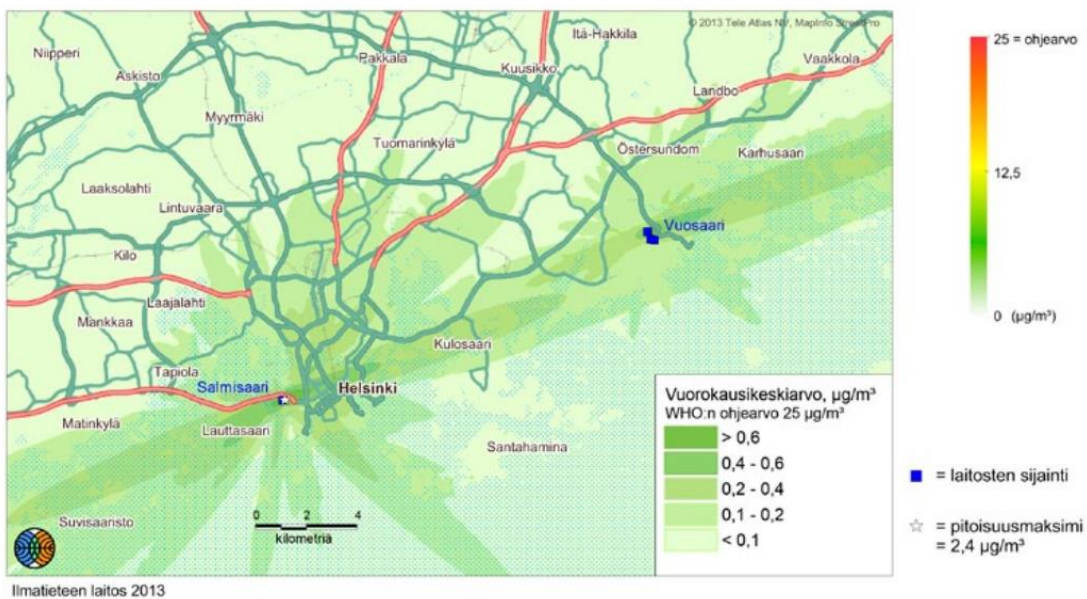 © 2013 Tele Atlas NV, MapInfo StreetPro
Niipperi
Itä-Hakkila
Pakkala
Kuusikko
Vaakkola
Askisto
Landbo
Myyrmäki
Tuomarinkylä
Östersundom
Karhusaari
Laaksolahti
Lintuvaara
Vuosaari
Kilo
Laajalahti
Mankkaa
Kulosaari
Tapiola
Salmisaari
Helsinki
Matinkylä
Lauttasaari
Santahamina
Suvisaaristo
0 2 4
kilometriä
Vuorokausikeskiarvo, µg/m³
WHO:n ohjearvo 25 µg/m³
> 0,6
0,4 - 0,6
0,2 - 0,4
0,1 - 0,2
< 0,1
25 = ohjearvo
12,5
0 (µg/m³)
= laitosten sijainti
= pitoisuusmaksimi
= 2,4 µg/m³
Ilmatieteen laitos 2013